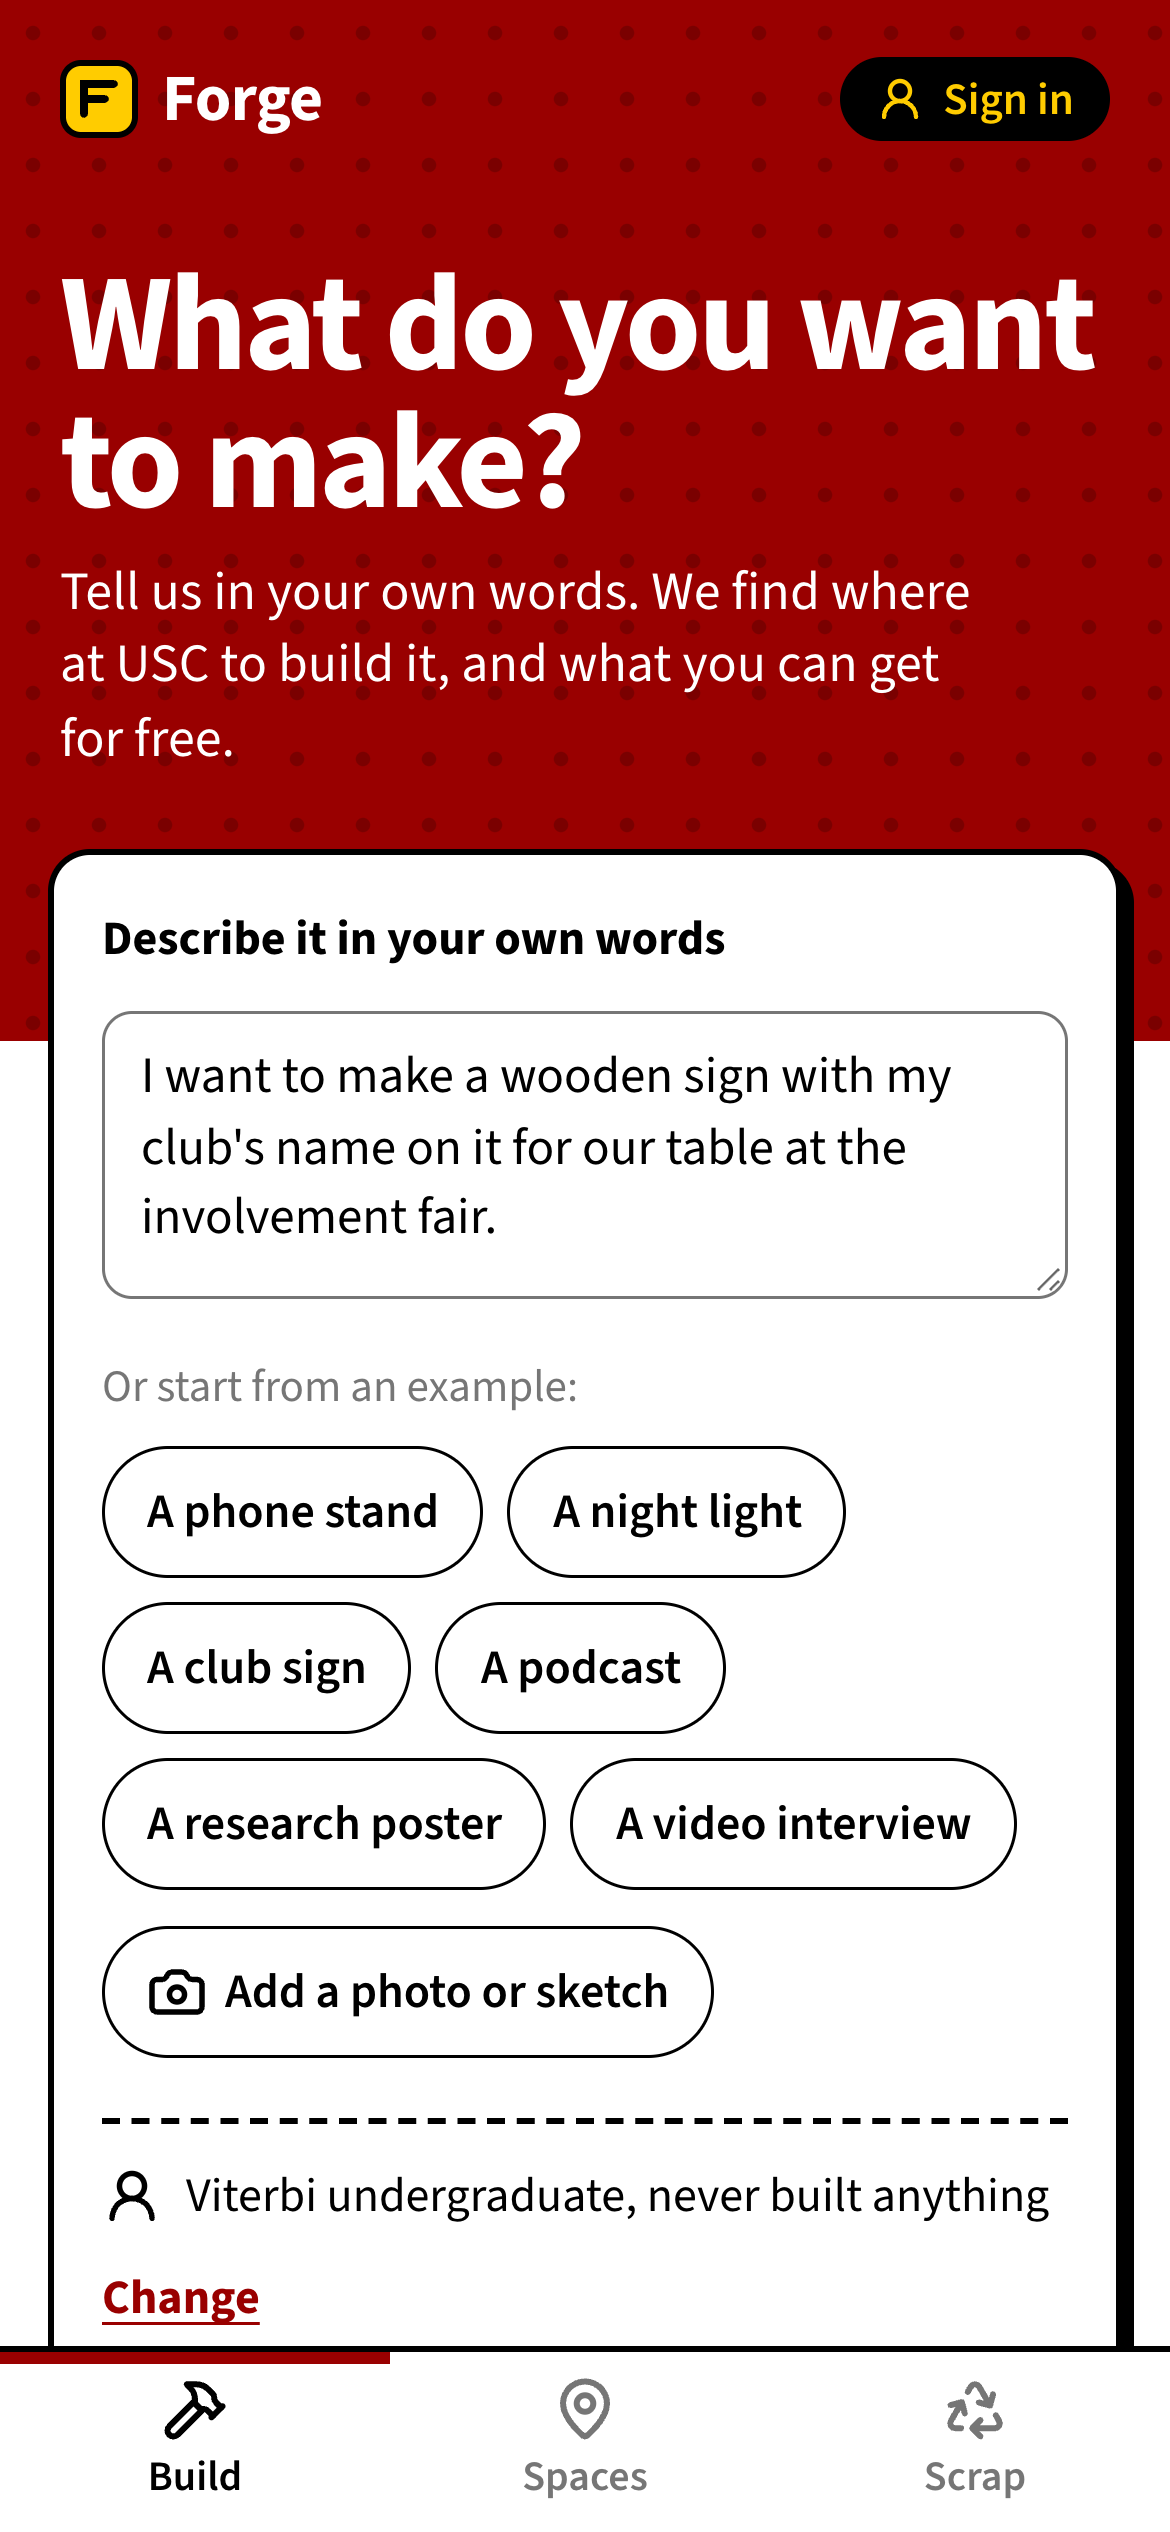 Forge
Sign in
What do you want
to make?
Tell us in your own words. We find where
at USC to build it, and what you can get
for free.
Describe it in your own words
I want to make a wooden sign with my
club's name on it for our table at the
involvement fair.
Or start from an example:
A phone stand
A night light
A club sign
A podcast
A research poster
A video interview
Add a photo or sketch
Viterbi undergraduate, never built anything
Change
Build
Spaces
Scrap